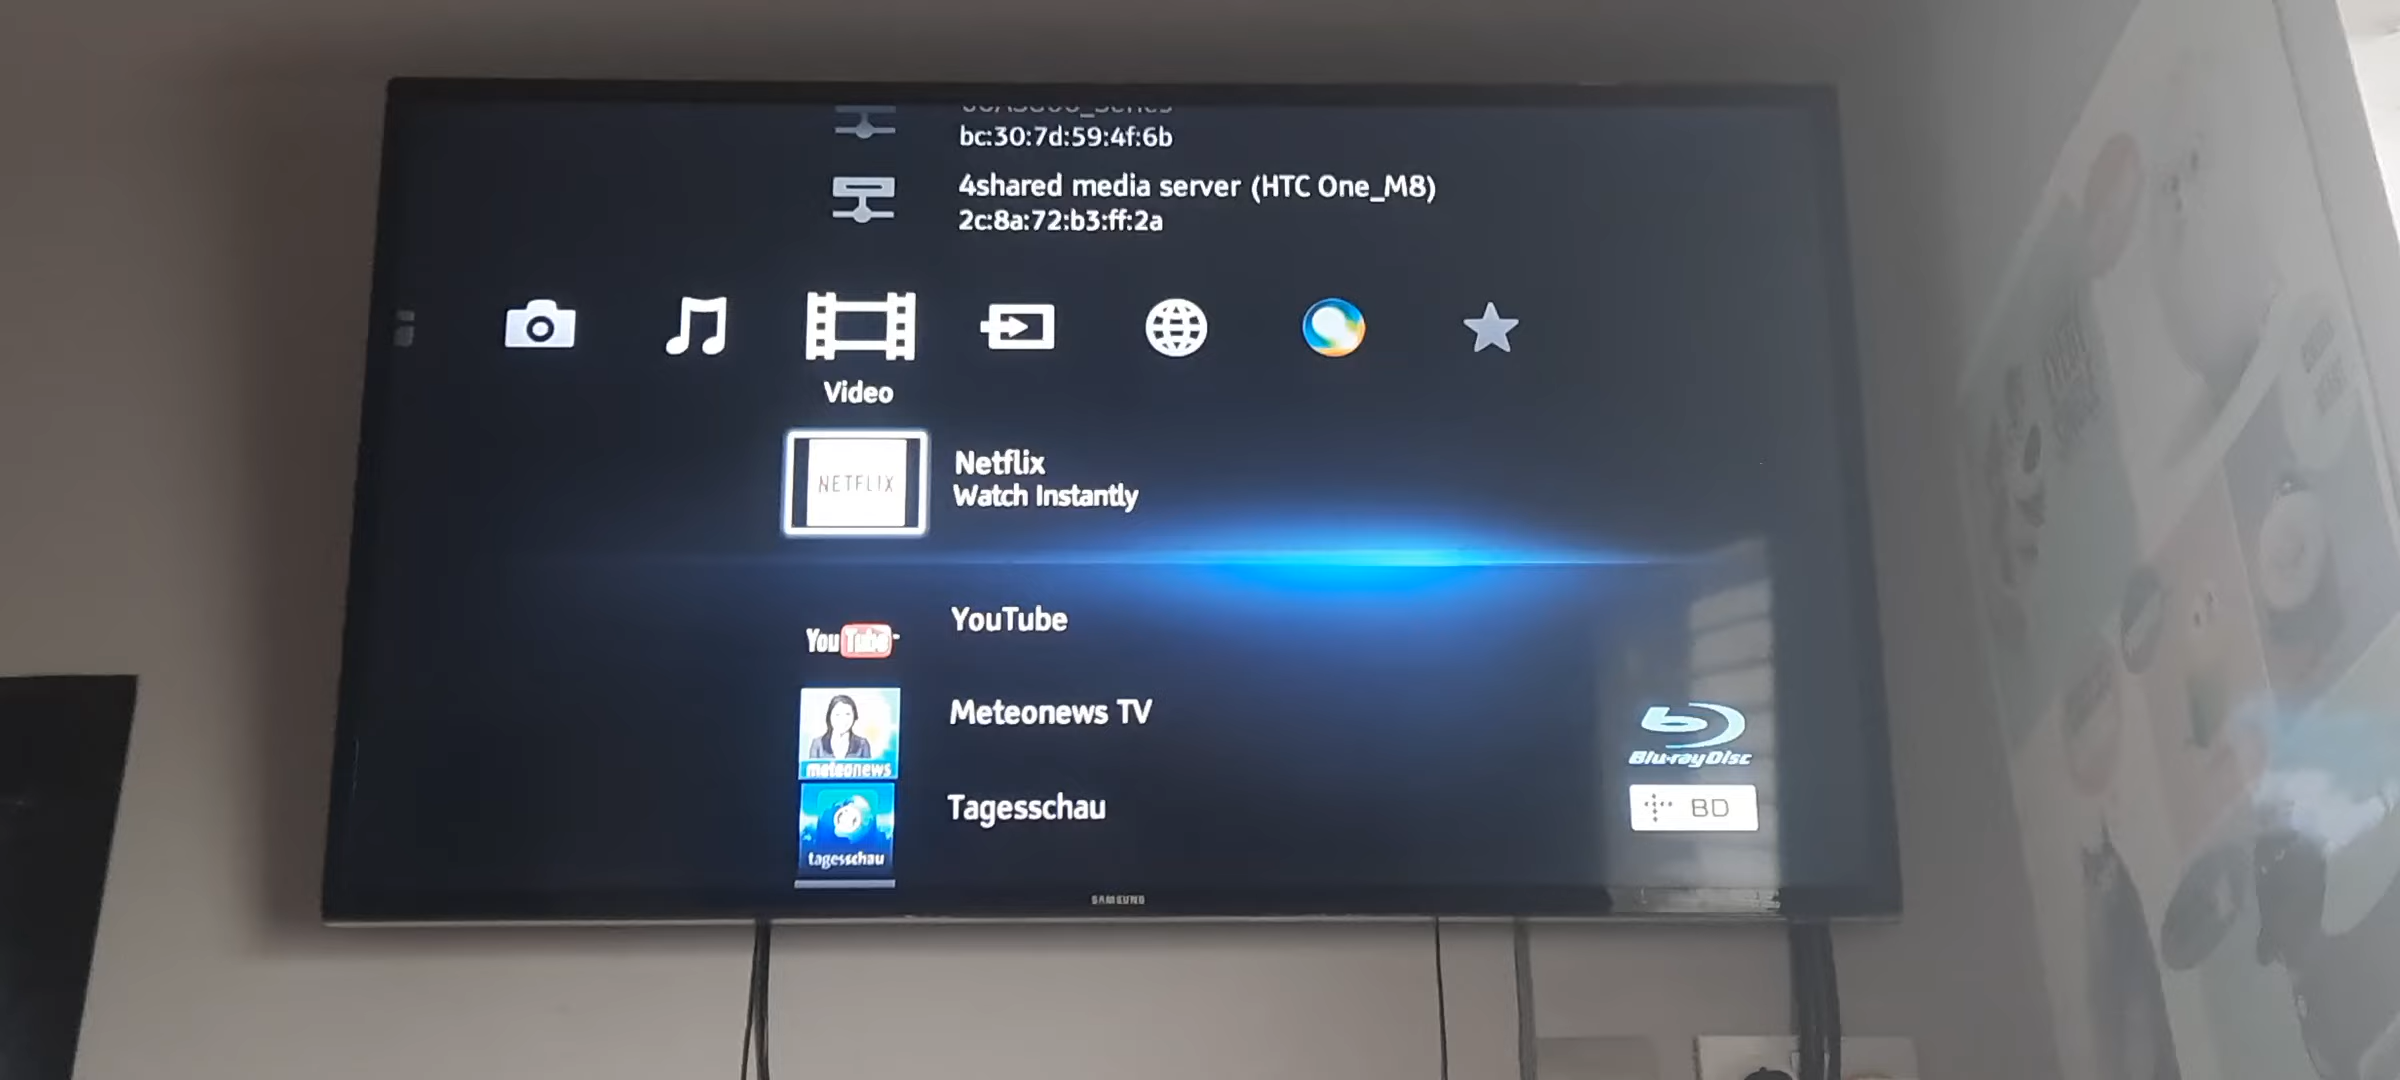 bc:30:7d:59:4f:6b
4shared media server (HTC One_M8)
2c:8a:72:b3:ff:2a
Video
NETFLIX
Netflix
Watch Instantly
YouTube
YouTube
Meteonews TV
meteonews
Blu-ray Disc
Tagesschau
BD
tagesschau
SAMSUNG